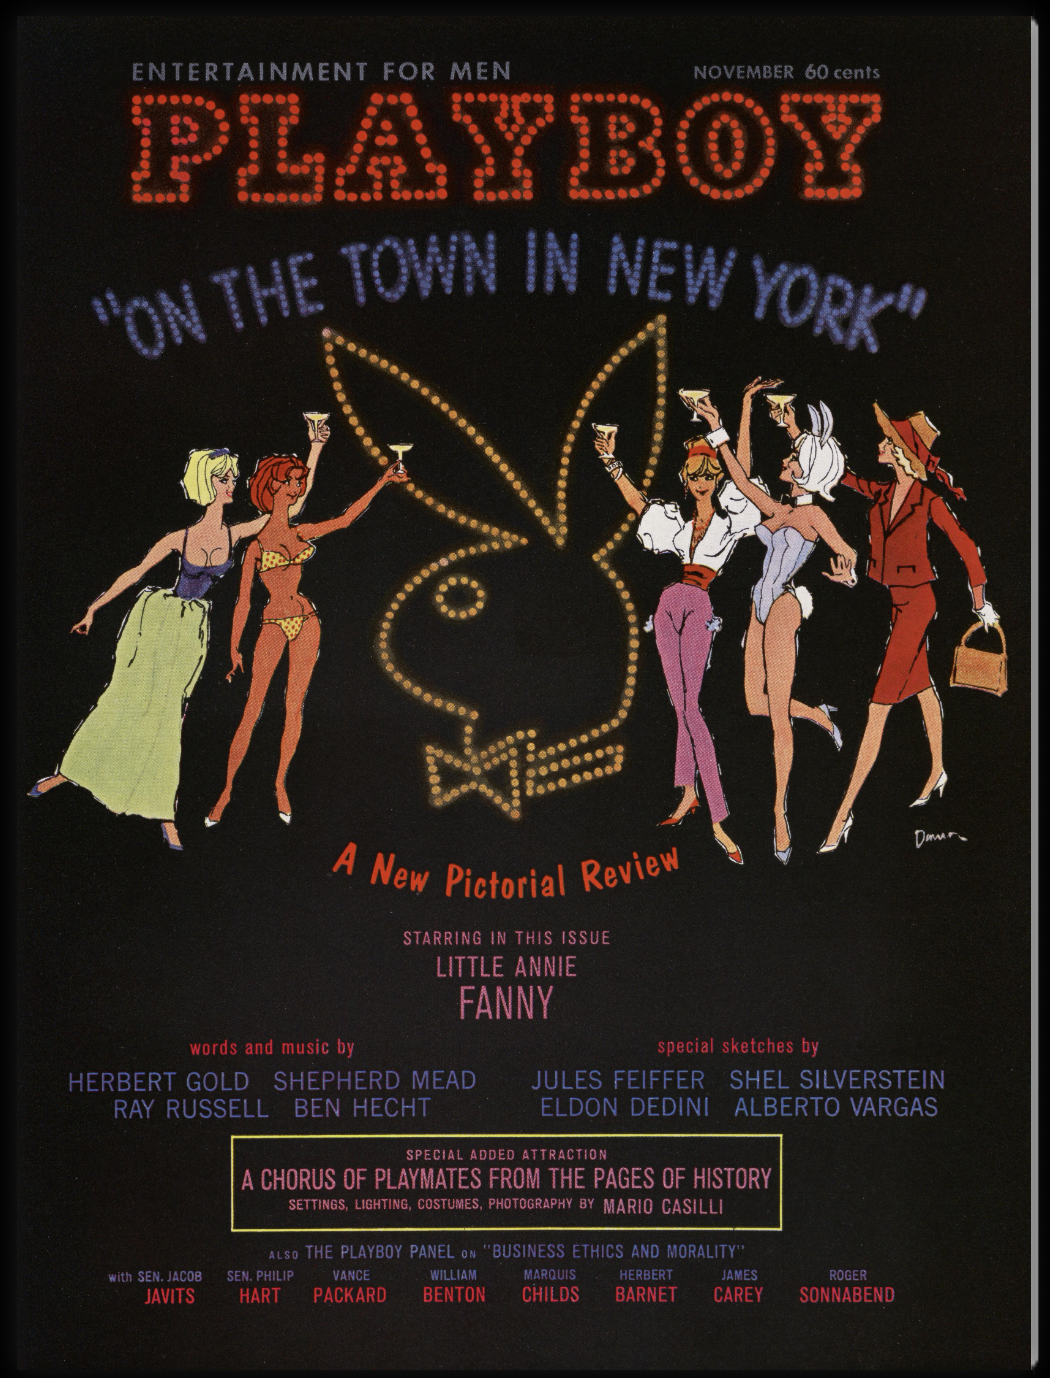 ENTERTAINMENT FOR MEN NOVEMBER 60 cents
PLAYBOY
"ON THE TOWN IN NEW YORK"
A New Pictorial Review
STARRING IN THIS ISSUE
LITTLE ANNIE
FANNY
words and music by
HERBERT GOLD SHEPHERD MEAD
RAY RUSSELL BEN HECHT
special sketches by
JULES FEIFFER SHEL SILVERSTEIN
ELDON DEDINI ALBERTO VARGAS
SPECIAL ADDED ATTRACTION
A CHORUS OF PLAYMATES FROM THE PAGES OF HISTORY
SETTINGS, LIGHTING, COSTUMES, PHOTOGRAPHY BY MARIO CASILLI
ALSO THE PLAYBOY PANEL ON "BUSINESS ETHICS AND MORALITY"
with SEN. JACOB SEN. PHILIP VANCE WILLIAM MARQUIS HERBERT JAMES ROGER
JAVITS HART PACKARD BENTON CHILDS BARNET CAREY SONNABEND